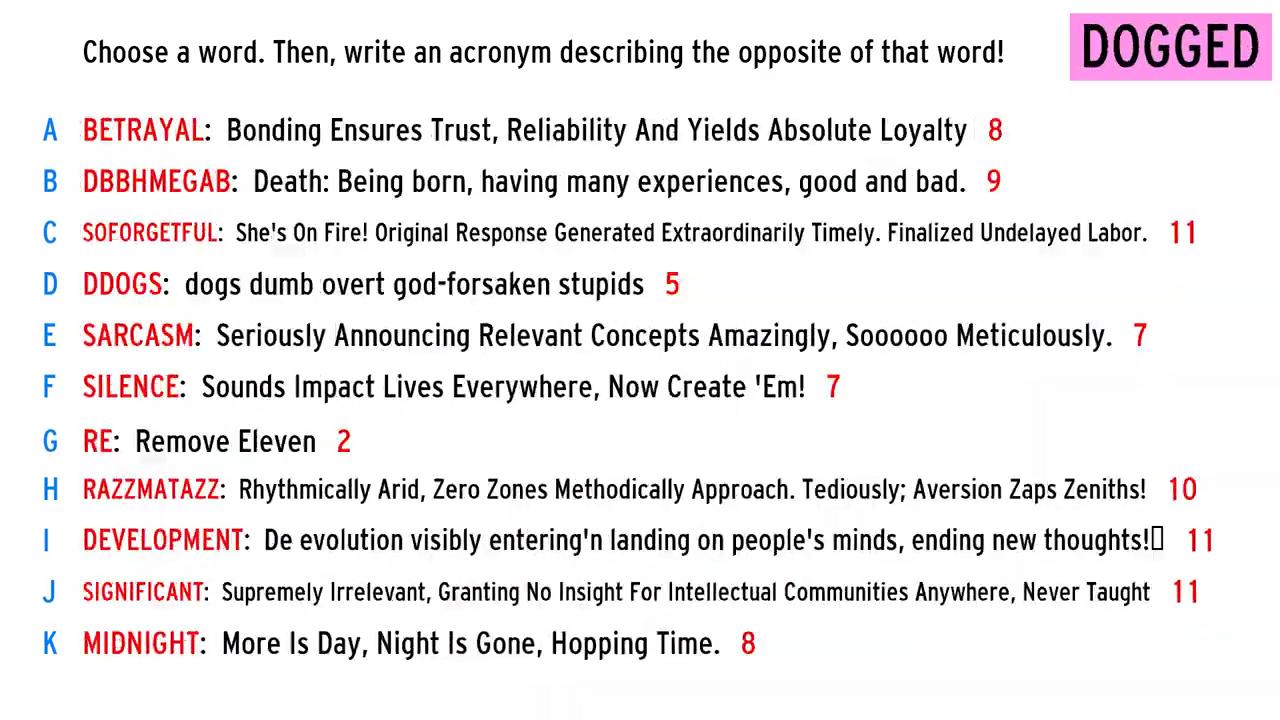 Choose a word. Then, write an acronym describing the opposite of that word!
DOGGED
A BETRAYAL: Bonding Ensures Trust, Reliability And Yields Absolute Loyalty 8
B DBBHMEGAB: Death: Being born, having many experiences, good and bad. 9
C SOFORGETFUL: She's On Fire! Original Response Generated Extraordinarily Timely. Finalized Undelayed Labor. 11
D DDOGS: dogs dumb overt god-forsaken stupids 5
E SARCASM: Seriously Announcing Relevant Concepts Amazingly, Soooooo Meticulously. 7
F SILENCE: Sounds Impact Lives Everywhere, Now Create 'Em! 7
G RE: Remove Eleven 2
H RAZZMATAZZ: Rhythmically Arid, Zero Zones Methodically Approach. Tediously; Aversion Zaps Zeniths! 10
I DEVELOPMENT: De evolution visibly entering'n landing on people's minds, ending new thoughts!▯ 11
J SIGNIFICANT: Supremely Irrelevant, Granting No Insight For Intellectual Communities Anywhere, Never Taught 11
K MIDNIGHT: More Is Day, Night Is Gone, Hopping Time. 8